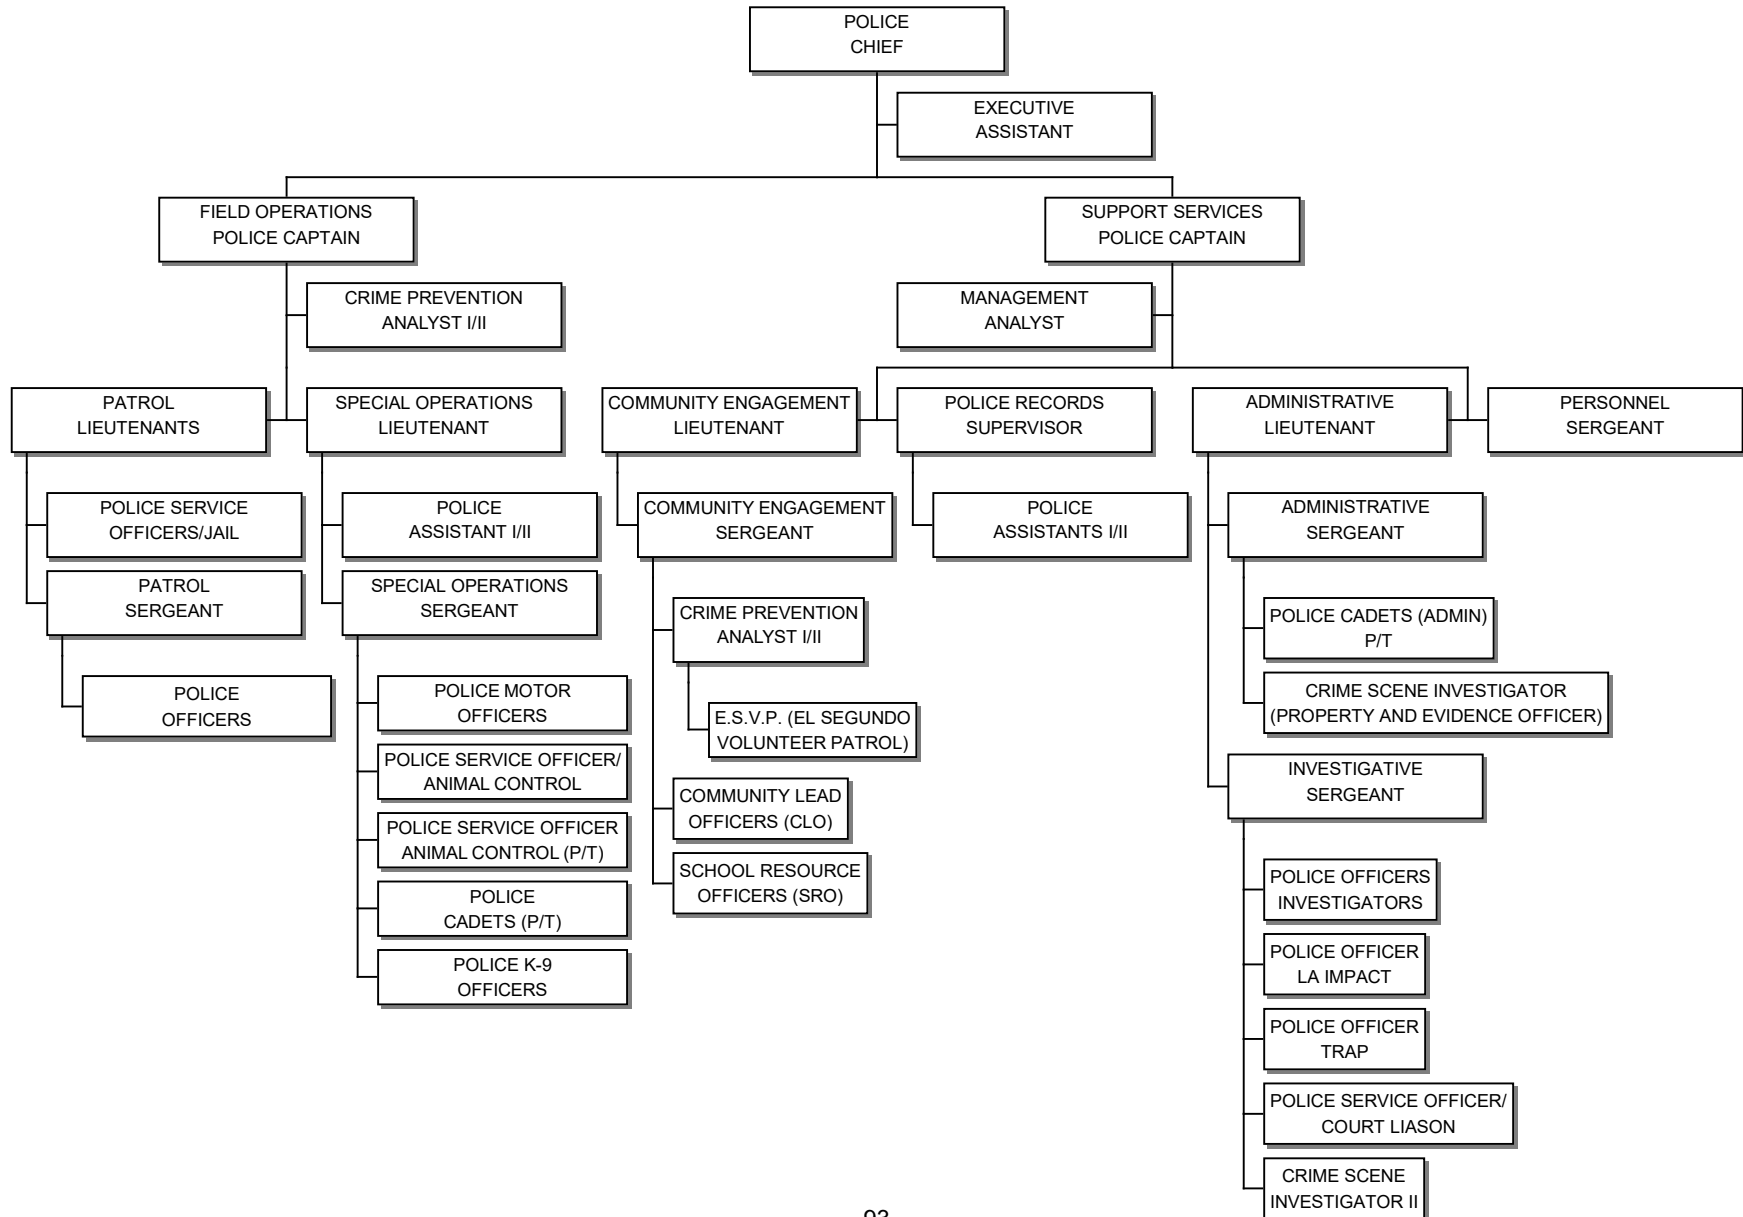 POLICE
CHIEF
EXECUTIVE
ASSISTANT
FIELD OPERATIONS
POLICE CAPTAIN
SUPPORT SERVICES
POLICE CAPTAIN
CRIME PREVENTION
ANALYST I/II
MANAGEMENT
ANALYST
PATROL
LIEUTENANTS
SPECIAL OPERATIONS
LIEUTENANT
COMMUNITY ENGAGEMENT
LIEUTENANT
POLICE RECORDS
SUPERVISOR
ADMINISTRATIVE
LIEUTENANT
PERSONNEL
SERGEANT
POLICE SERVICE
OFFICERS/JAIL
POLICE
ASSISTANT I/II
COMMUNITY ENGAGEMENT
SERGEANT
POLICE
ASSISTANTS I/II
ADMINISTRATIVE
SERGEANT
PATROL
SERGEANT
SPECIAL OPERATIONS
SERGEANT
CRIME PREVENTION
ANALYST I/II
POLICE CADETS (ADMIN)
P/T
POLICE
OFFICERS
POLICE MOTOR
OFFICERS
E.S.V.P. (EL SEGUNDO
VOLUNTEER PATROL)
CRIME SCENE INVESTIGATOR
(PROPERTY AND EVIDENCE OFFICER)
POLICE SERVICE OFFICER/
ANIMAL CONTROL
COMMUNITY LEAD
OFFICERS (CLO)
INVESTIGATIVE
SERGEANT
POLICE SERVICE OFFICER
ANIMAL CONTROL (P/T)
SCHOOL RESOURCE
OFFICERS (SRO)
POLICE OFFICERS
INVESTIGATORS
POLICE
CADETS (P/T)
POLICE K-9
OFFICERS
POLICE OFFICER
LA IMPACT
POLICE OFFICER
TRAP
POLICE SERVICE OFFICER/
COURT LIASON
CRIME SCENE
INVESTIGATOR II